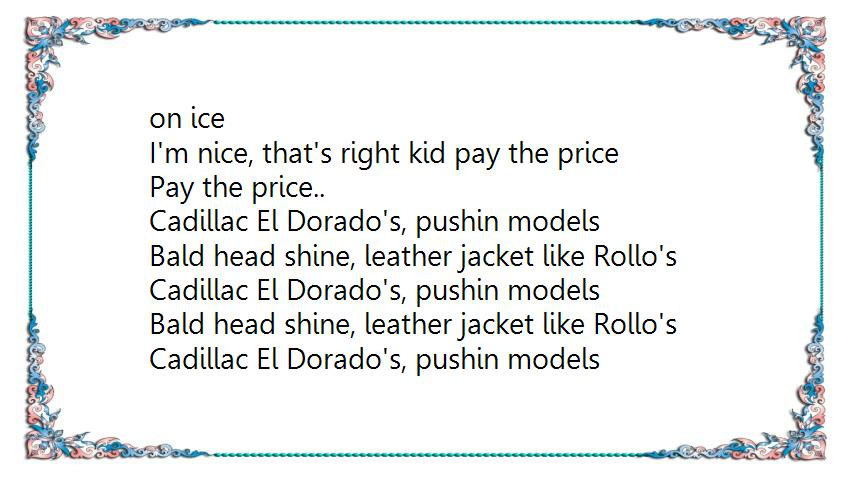 on ice
I'm nice, that's right kid pay the price
Pay the price..
Cadillac El Dorado's, pushin models
Bald head shine, leather jacket like Rollo's
Cadillac El Dorado's, pushin models
Bald head shine, leather jacket like Rollo's
Cadillac El Dorado's, pushin models